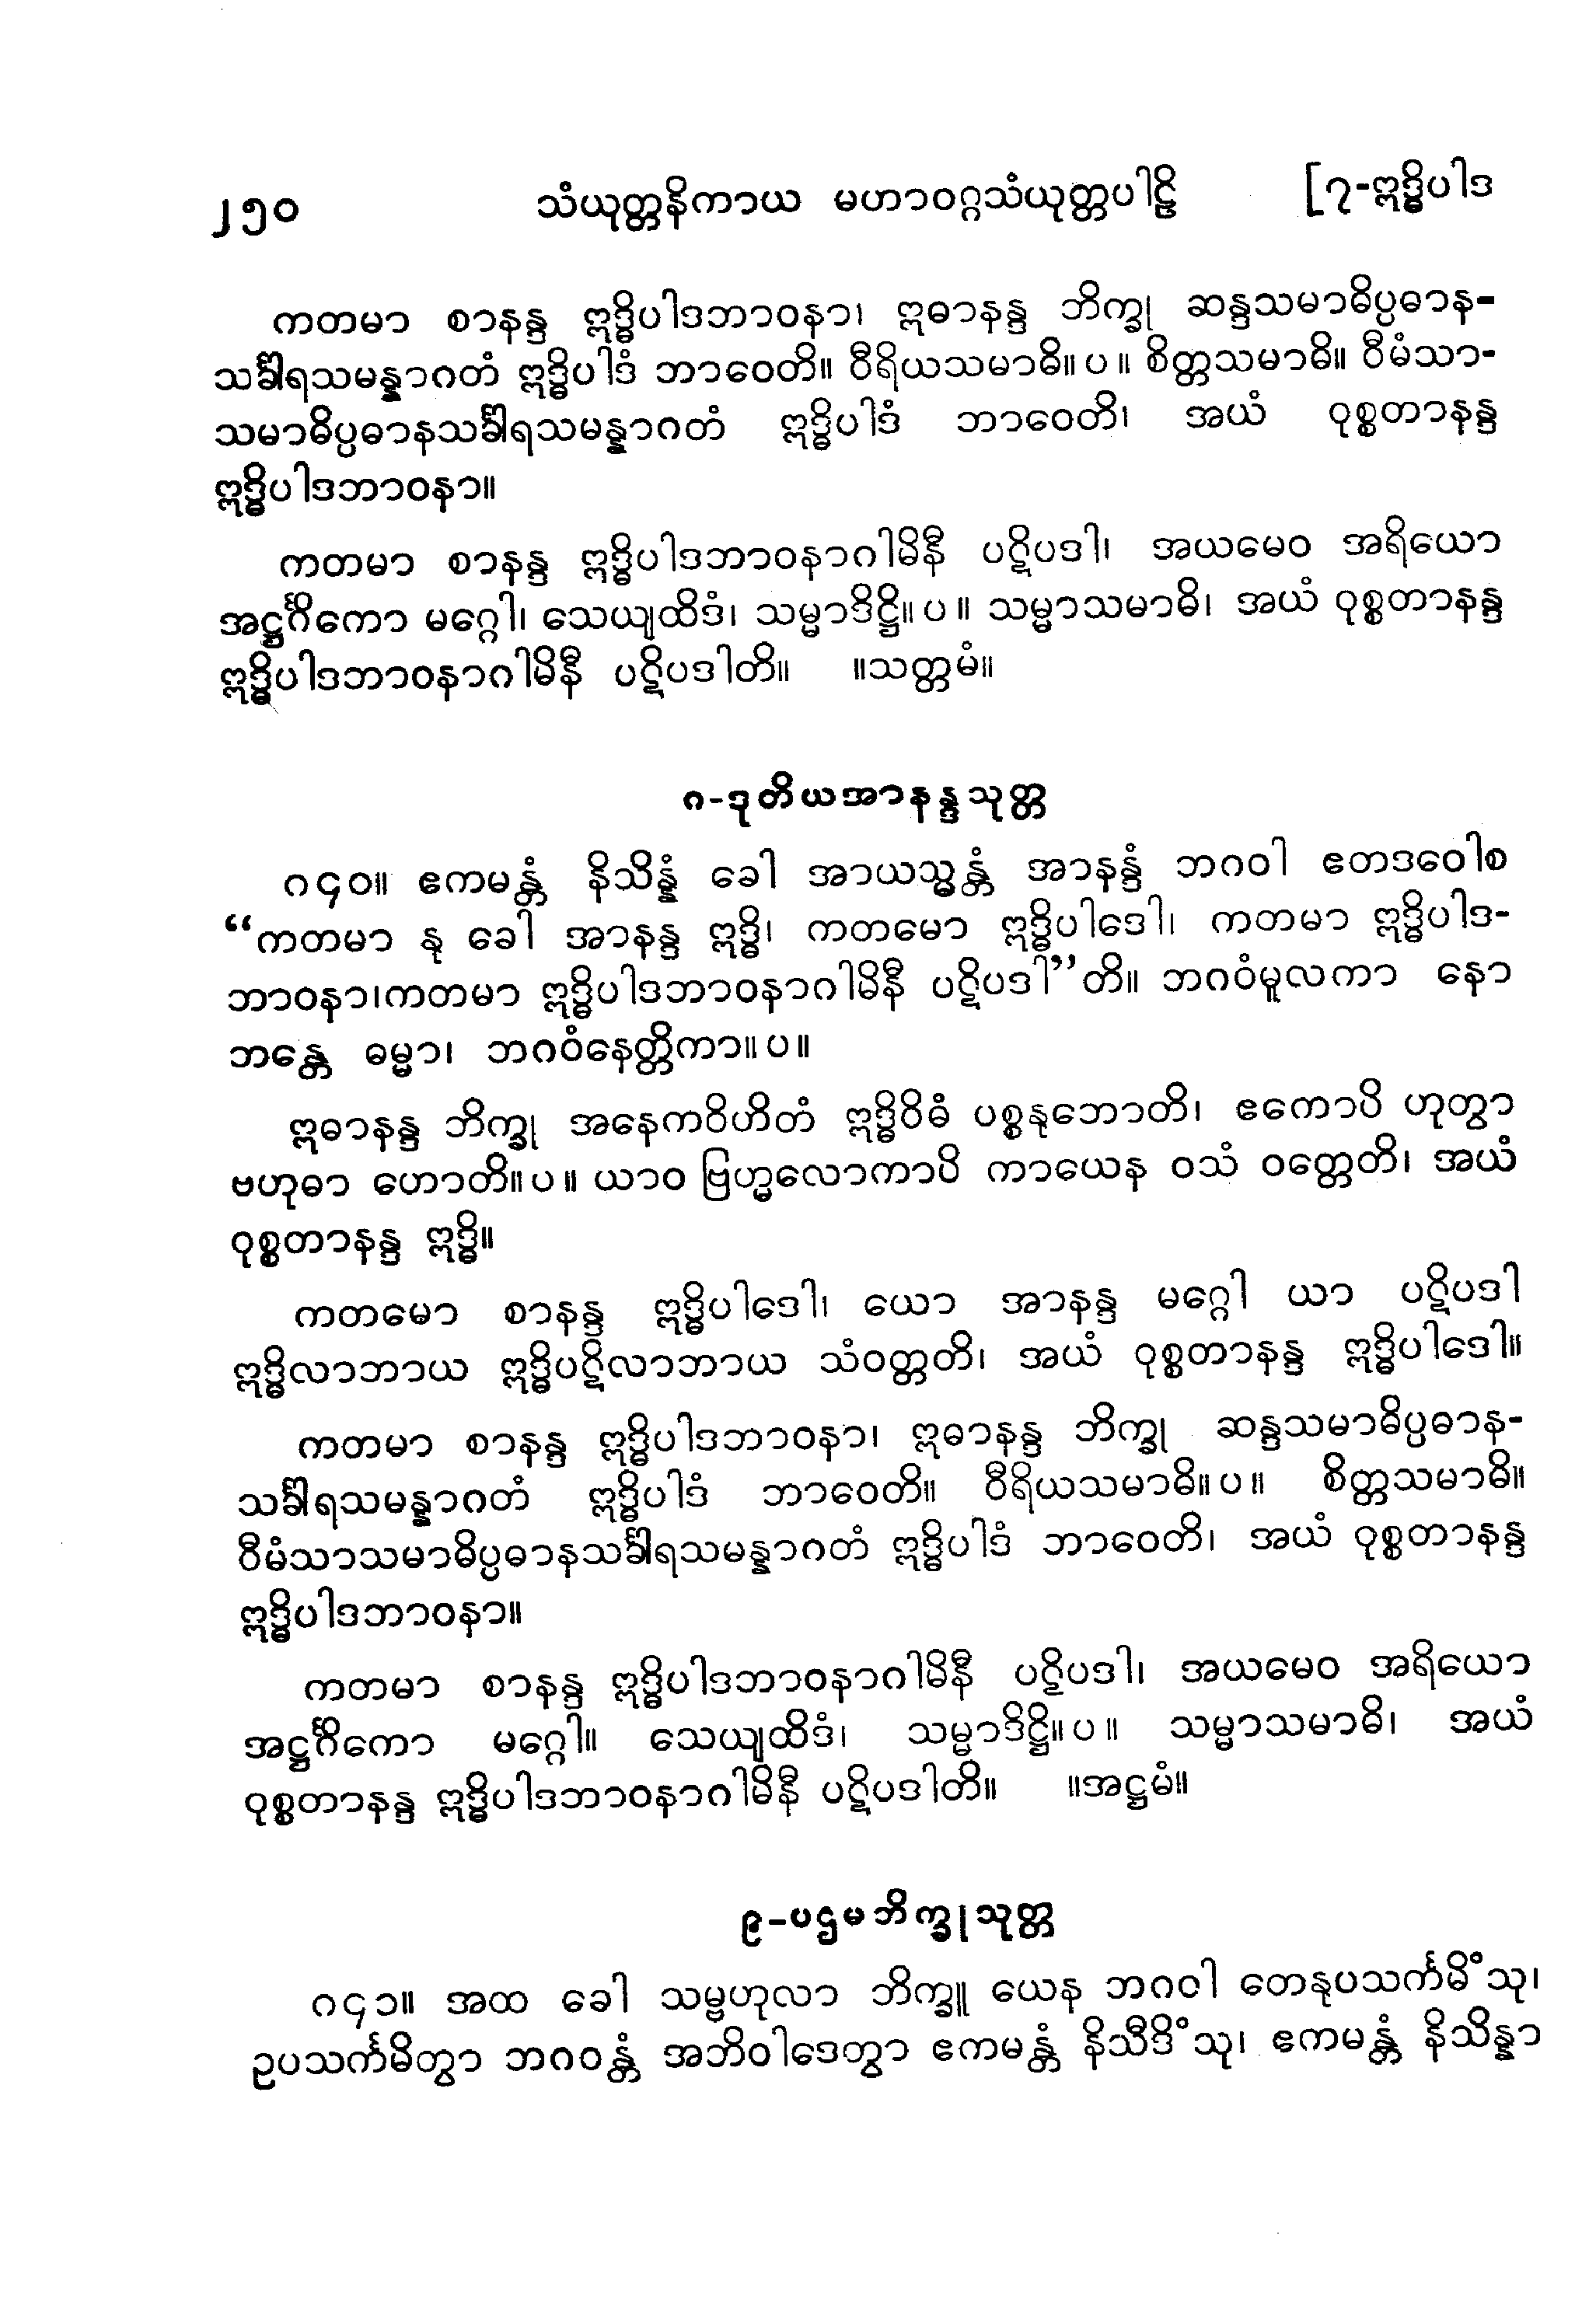 ၂၅၀ သံယုတ္တနိကာယ မဟာဝဂ္ဂသံယုတ္တပါဠိ [၇-ဣဒ္ဓိပါဒ
ကတမာ စာနန္ဒ ဣဒ္ဓိပါဒဘာဝနာ၊ ဣဓာနန္ဒ ဘိက္ခု ဆန္ဒသမာဓိပ္ပဓာန-
သင်္ခါရသမန္နာဂတံ ဣဒ္ဓိပါဒံ ဘာဝေတိ။ ဝီရိယသမာဓိ။ပ။ စိတ္တသမာဓိ။ ဝီမံသာ-
သမာဓိပ္ပဓာနသင်္ခါရသမန္နာဂတံ ဣဒ္ဓိပါဒံ ဘာဝေတိ၊ အယံ ဝုစ္စတာနန္ဒ
ဣဒ္ဓိပါဒဘာဝနာ။
ကတမာ စာနန္ဒ ဣဒ္ဓိပါဒဘာဝနာဂါမိနီ ပဋိပဒါ၊ အယမေဝ အရိယော
အဋ္ဌင်္ဂိကော မဂ္ဂေါ၊ သေယျထိဒံ၊ သမ္မာဒိဋ္ဌိ။ပ။ သမ္မာသမာဓိ၊ အယံ ဝုစ္စတာနန္ဒ
ဣဒ္ဓိပါဒဘာဝနာဂါမိနီ ပဋိပဒါတိ။ ။သတ္တမံ။
၈-ဒုတိယအာနန္ဒသုတ္တ
၈၄၀။ ဧကမန္တံ နိသိန္နံ ခေါ အာယသ္မန္တံ အာနန္ဒံ ဘဂဝါ ဧတဒဝေါစ
“ကတမာ နု ခေါ အာနန္ဒ ဣဒ္ဓိ၊ ကတမော ဣဒ္ဓိပါဒေါ၊ ကတမာ ဣဒ္ဓိပါဒ-
ဘာဝနာ၊ကတမာ ဣဒ္ဓိပါဒဘာဝနာဂါမိနီ ပဋိပဒါ”တိ။ ဘဂဝံမူလကာ နော
ဘန္တေ ဓမ္မာ၊ ဘဂဝံနေတ္တိကာ။ပ။
ဣဓာနန္ဒ ဘိက္ခု အနေကဝိဟိတံ ဣဒ္ဓိဝိဓံ ပစ္စနုဘောတိ၊ ဧကောပိ ဟုတွာ
ဗဟုဓာ ဟောတိ။ပ။ ယာဝ ဗြဟ္မလောကာပိ ကာယေန ဝသံ ဝတ္တေတိ၊ အယံ
ဝုစ္စတာနန္ဒ ဣဒ္ဓိ။
ကတမော စာနန္ဒ ဣဒ္ဓိပါဒေါ၊ ယော အာနန္ဒ မဂ္ဂေါ ယာ ပဋိပဒါ
ဣဒ္ဓိလာဘာယ ဣဒ္ဓိပဋိလာဘာယ သံဝတ္တတိ၊ အယံ ဝုစ္စတာနန္ဒ ဣဒ္ဓိပါဒေါ။
ကတမာ စာနန္ဒ ဣဒ္ဓိပါဒဘာဝနာ၊ ဣဓာနန္ဒ ဘိက္ခု ဆန္ဒသမာဓိပ္ပဓာန-
သင်္ခါရသမန္နာဂတံ ဣဒ္ဓိပါဒံ ဘာဝေတိ။ ဝီရိယသမာဓိ။ပ။ စိတ္တသမာဓိ။
ဝီမံသာသမာဓိပ္ပဓာနသင်္ခါရသမန္နာဂတံ ဣဒ္ဓိပါဒံ ဘာဝေတိ၊ အယံ ဝုစ္စတာနန္ဒ
ဣဒ္ဓိပါဒဘာဝနာ။
ကတမာ စာနန္ဒ ဣဒ္ဓိပါဒဘာဝနာဂါမိနီ ပဋိပဒါ၊ အယမေဝ အရိယော
အဋ္ဌင်္ဂိကော မဂ္ဂေါ။ သေယျထိဒံ၊ သမ္မာဒိဋ္ဌိ။ပ။ သမ္မာသမာဓိ၊ အယံ
ဝုစ္စတာနန္ဒ ဣဒ္ဓိပါဒဘာဝနာဂါမိနီ ပဋိပဒါတိ။ ။အဋ္ဌမံ။
၉-ပဌမဘိက္ခုသုတ္တ
၈၄၁။ အထ ခေါ သမ္ဗဟုလာ ဘိက္ခူ ယေန ဘဂဝါ တေနုပသင်္ကမိံသု၊
ဥပသင်္ကမိတွာ ဘဂဝန္တံ အဘိဝါဒေတွာ ဧကမန္တံ နိသီဒိံသု၊ ဧကမန္တံ နိသိန္နာ